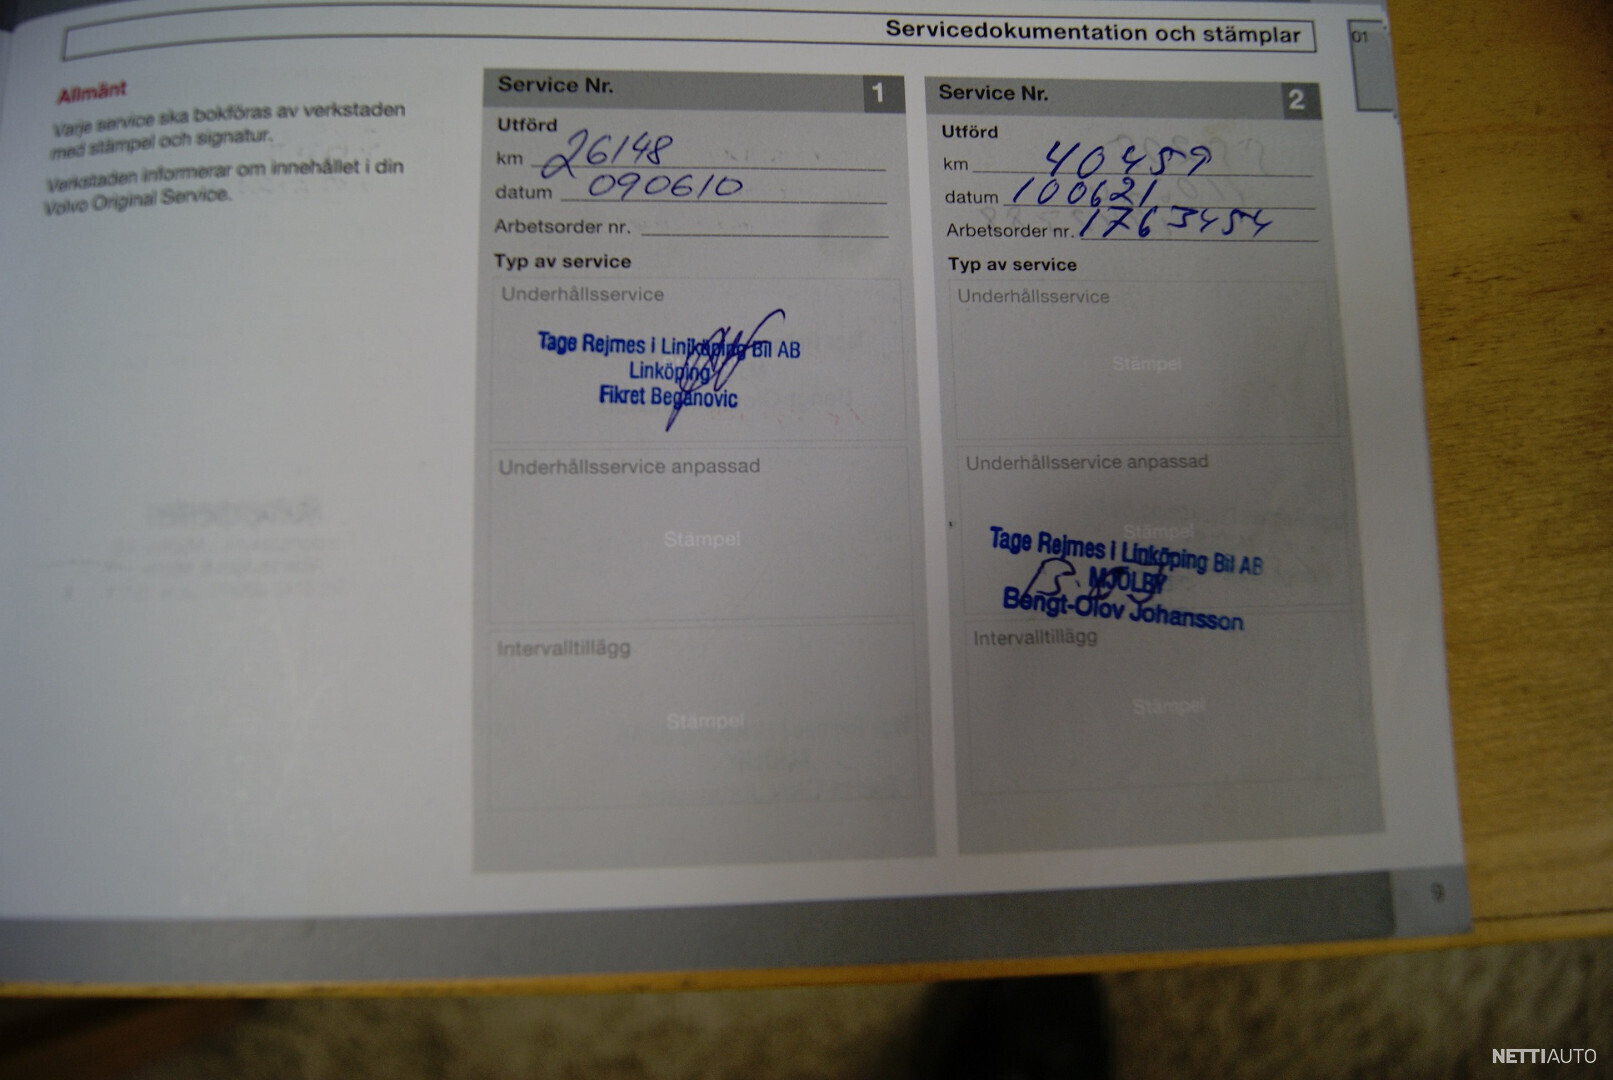 Servicedokumentation och stämplar
01
Allmänt
Varje service ska bokföras av verkstaden
med stämpel och signatur.
Verkstaden informerar om innehållet i din
Volvo Original Service.
Service Nr. 1
Utförd
km 26148
datum 090610
Arbetsorder nr.
Typ av service
Underhållsservice
Tage Rejmes i Linköping Bil AB
Linköping
Fikret Beganovic
Underhållsservice anpassad
Stämpel
Intervalltillägg
Stämpel
Service Nr. 2
Utförd
km 40459
datum 100621
Arbetsorder nr. 1763454
Typ av service
Underhållsservice
Stämpel
Underhållsservice anpassad
Stämpel
Tage Rejmes i Linköping Bil AB
MJÖLBY
Bengt-Olov Johansson
Intervalltillägg
Stämpel
9
NETTIAUTO